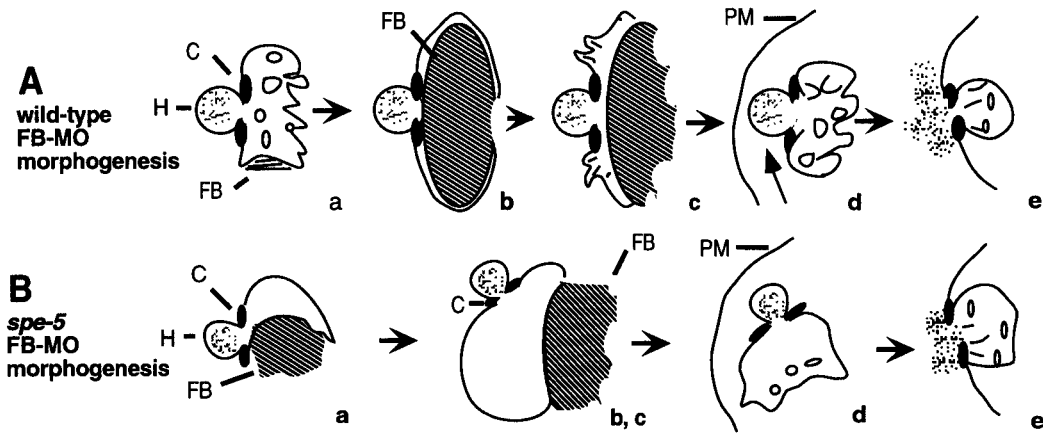 A
wild-type
FB-MO
morphogenesis
C
H
FB
a
FB
b
c
PM
d
e
B
spe-5
FB-MO
morphogenesis
C
H
FB
a
C
FB
b, c
PM
d
e